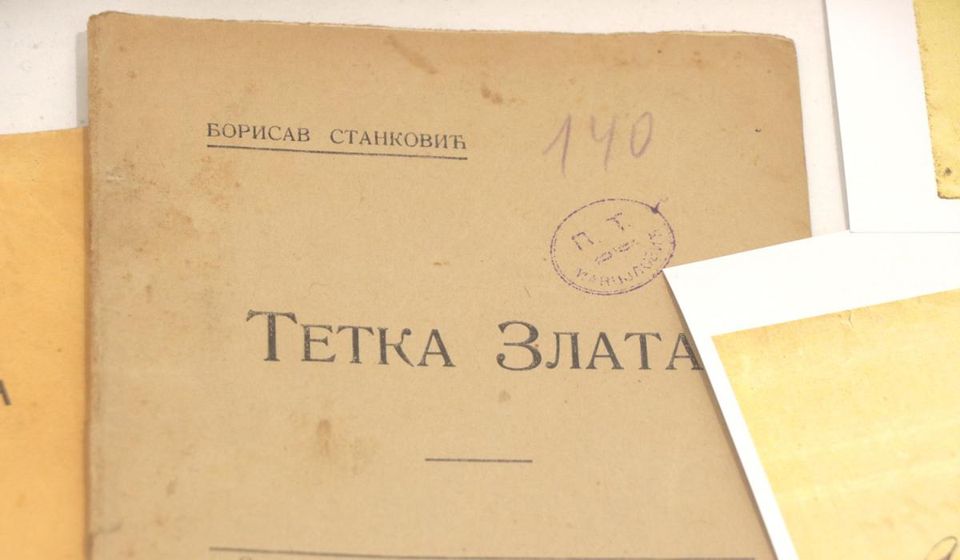 БОРИСАВ СТАНКОВИЋ
140
П. Т.
ТЕТКА ЗЛАТА